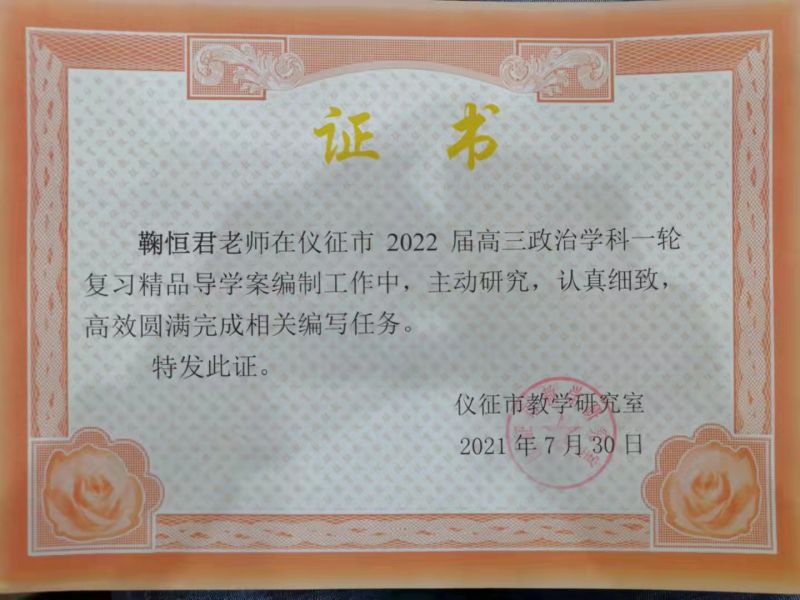 证书
鞠恒君老师在仪征市 2022 届高三政治学科一轮
复习精品导学案编制工作中，主动研究，认真细致，
高效圆满完成相关编写任务。
特发此证。
仪征市教学研究室
2021 年 7 月 30 日